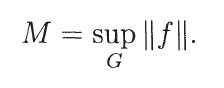 M = sup_G ‖f‖.